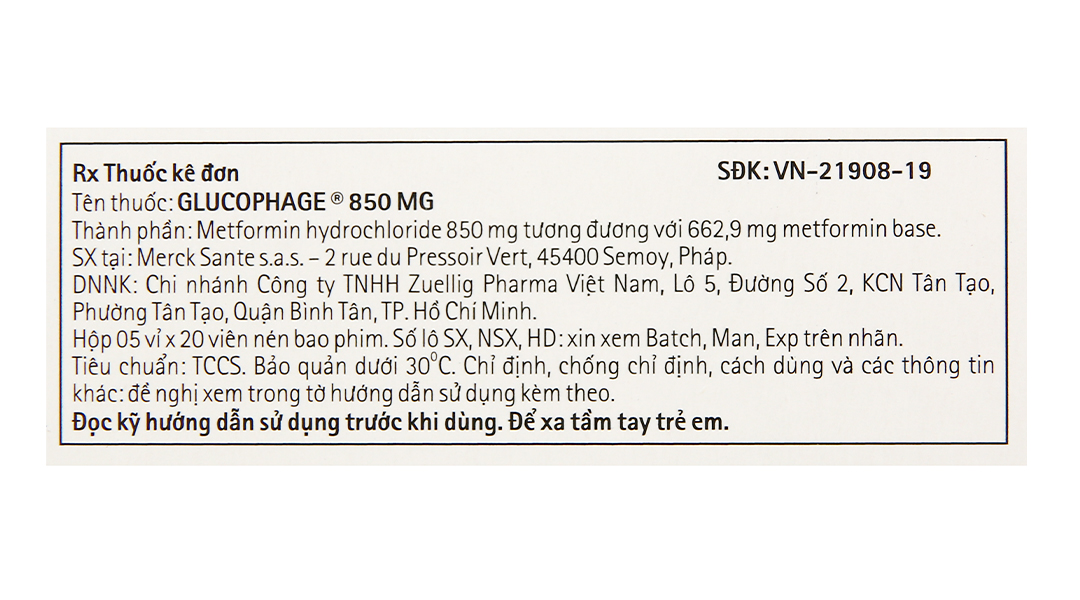 Rx Thuốc kê đơn SĐK: VN-21908-19
Tên thuốc: GLUCOPHAGE ® 850 MG
Thành phần: Metformin hydrochloride 850 mg tương đương với 662,9 mg metformin base.
SX tại: Merck Sante s.a.s. – 2 rue du Pressoir Vert, 45400 Semoy, Pháp.
DNNK: Chi nhánh Công ty TNHH Zuellig Pharma Việt Nam, Lô 5, Đường Số 2, KCN Tân Tạo,
Phường Tân Tạo, Quận Bình Tân, TP. Hồ Chí Minh.
Hộp 05 vỉ x 20 viên nén bao phim. Số lô SX, NSX, HD: xin xem Batch, Man, Exp trên nhãn.
Tiêu chuẩn: TCCS. Bảo quản dưới 30°C. Chỉ định, chống chỉ định, cách dùng và các thông tin
khác: đề nghị xem trong tờ hướng dẫn sử dụng kèm theo.
Đọc kỹ hướng dẫn sử dụng trước khi dùng. Để xa tầm tay trẻ em.